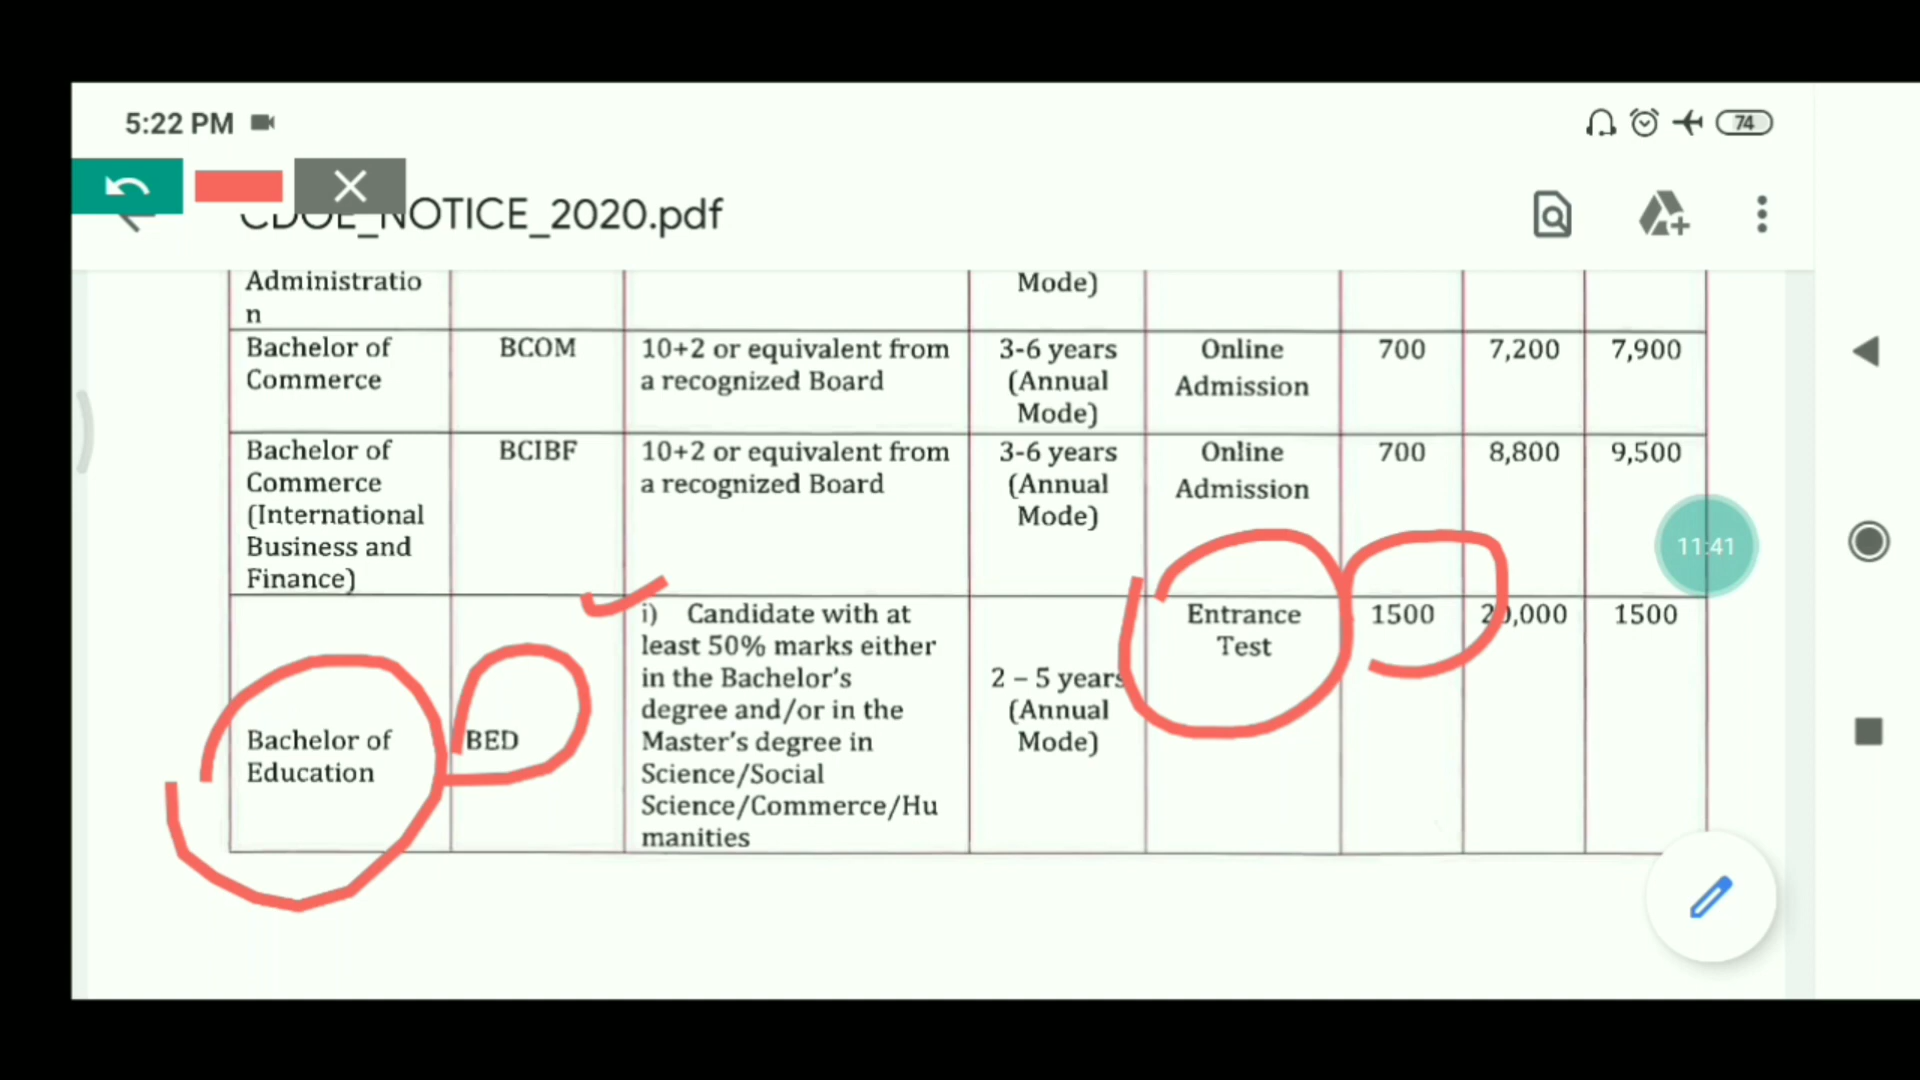 5:22 PM
74
CDOE_NOTICE_2020.pdf
Administratio
n
Mode)
Bachelor of
Commerce
BCOM
10+2 or equivalent from
a recognized Board
3-6 years
(Annual
Mode)
Online
Admission
700
7,200
7,900
Bachelor of
Commerce
(International
Business and
Finance)
BCIBF
10+2 or equivalent from
a recognized Board
3-6 years
(Annual
Mode)
Online
Admission
700
8,800
9,500
11:41
Bachelor of
Education
BED
i) Candidate with at
least 50% marks either
in the Bachelor's
degree and/or in the
Master's degree in
Science/Social
Science/Commerce/Hu
manities
2 – 5 years
(Annual
Mode)
Entrance
Test
1500
20,000
1500